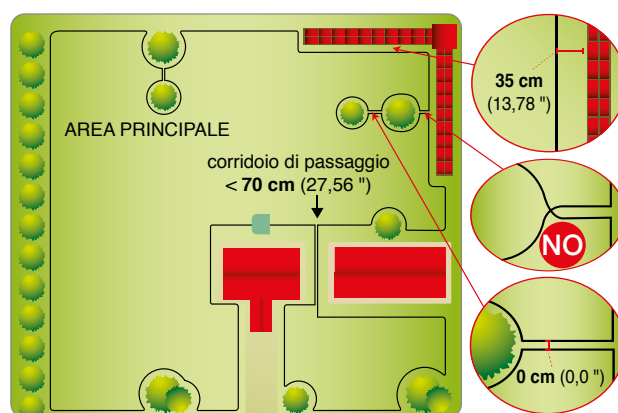 AREA PRINCIPALE
corridoio di passaggio
< 70 cm (27,56 ")
35 cm
(13,78 ")
NO
0 cm (0,0 ")